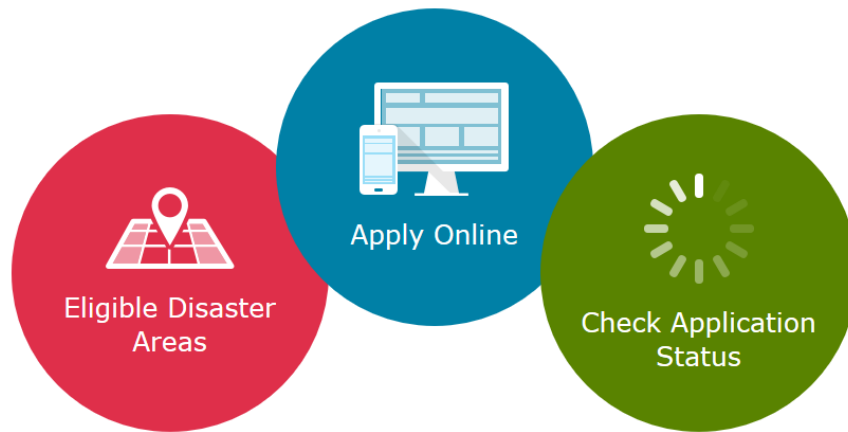 Eligible Disaster
Areas
Apply Online
Check Application
Status